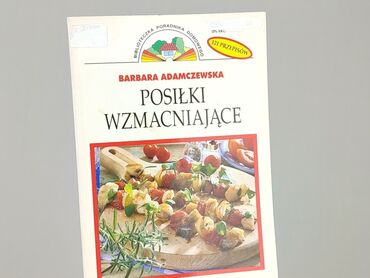 BIBLIOTECZKA PORADNIKA DOMOWEGO
121 PRZEPISÓW
BARBARA ADAMCZEWSKA
POSIŁKI
WZMACNIAJĄCE